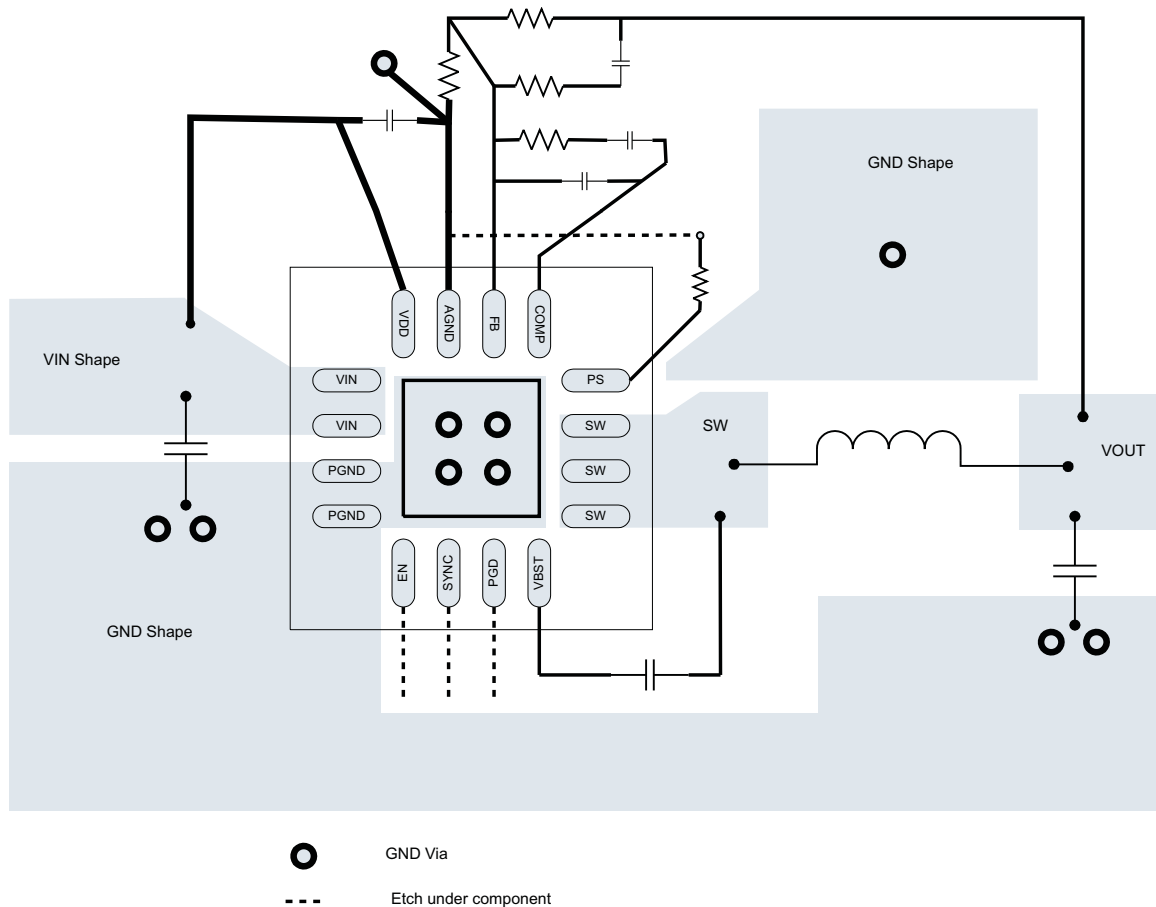 GND Shape
VDD
AGND
FB
COMP
VIN Shape
VIN
PS
VIN
SW
SW
VOUT
PGND
SW
PGND
SW
EN
SYNC
PGD
VBST
GND Shape
GND Via
Etch under component